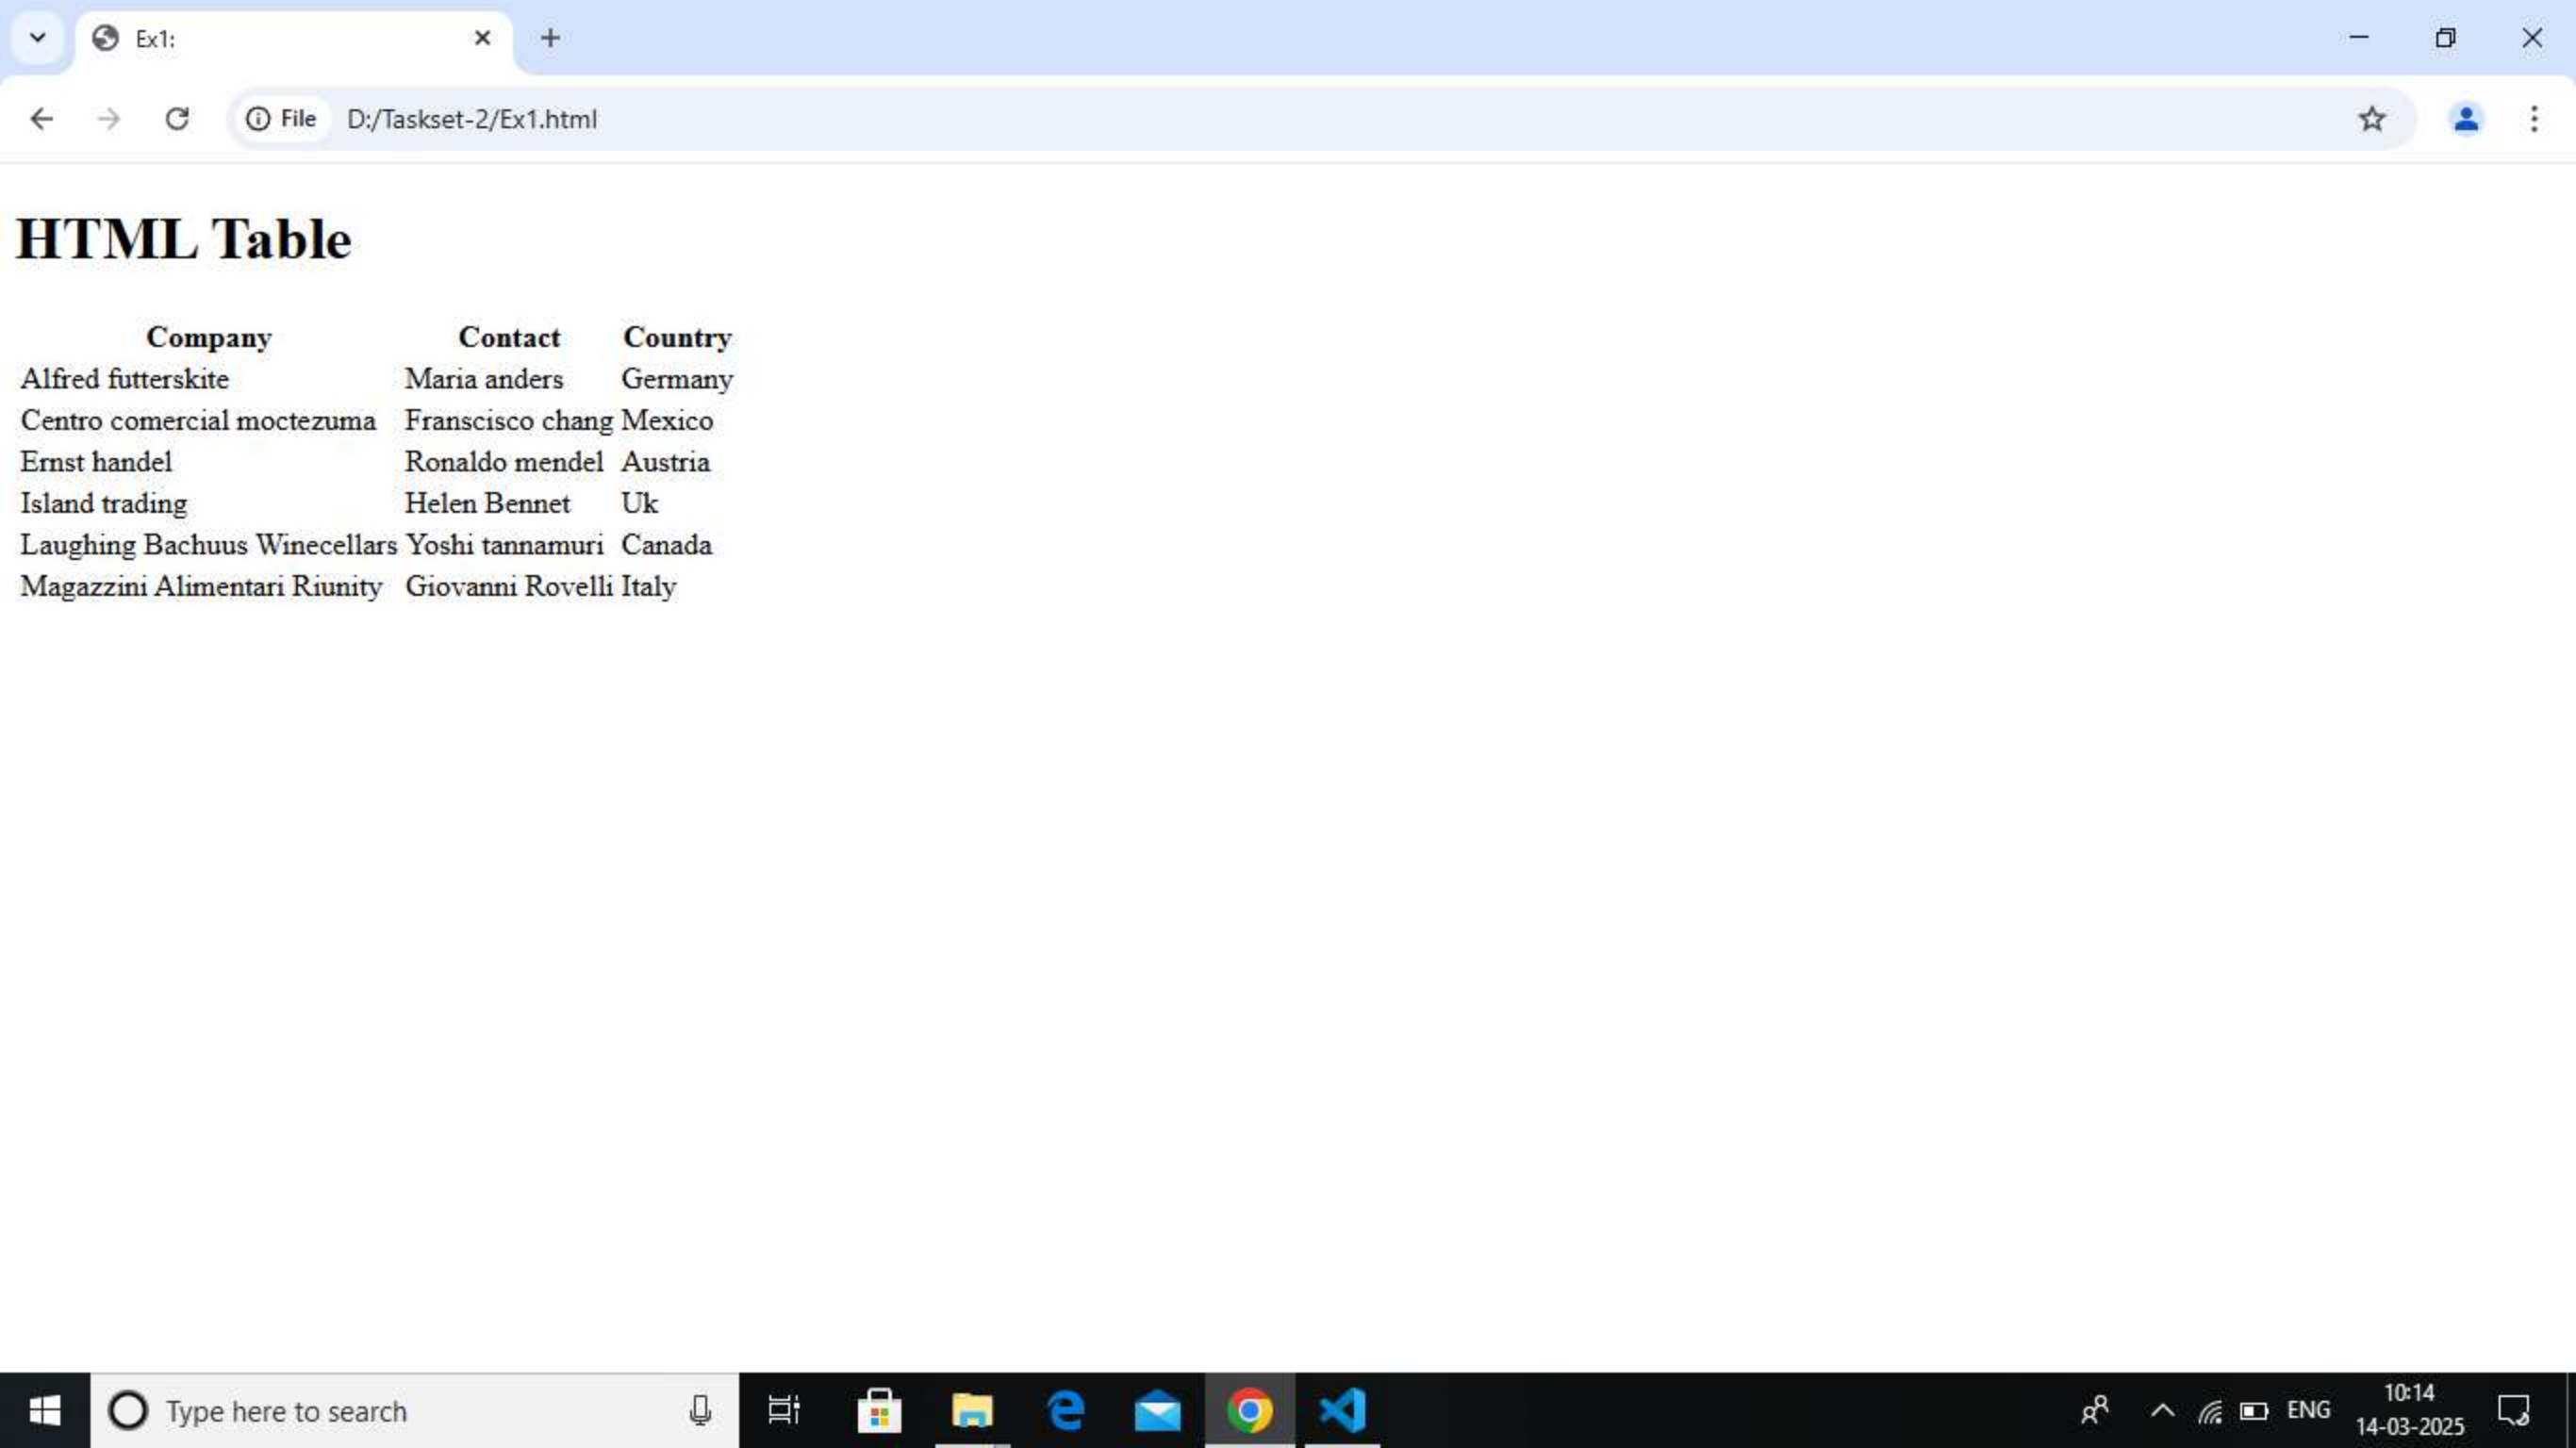 Ex1:
File D:/Taskset-2/Ex1.html
HTML Table
Company Contact Country
Alfred futterskite Maria anders Germany
Centro comercial moctezuma Franscisco chang Mexico
Ernst handel Ronaldo mendel Austria
Island trading Helen Bennet Uk
Laughing Bachuus Winecellars Yoshi tannamuri Canada
Magazzini Alimentari Riunity Giovanni Rovelli Italy
Type here to search
ENG
10:14
14-03-2025